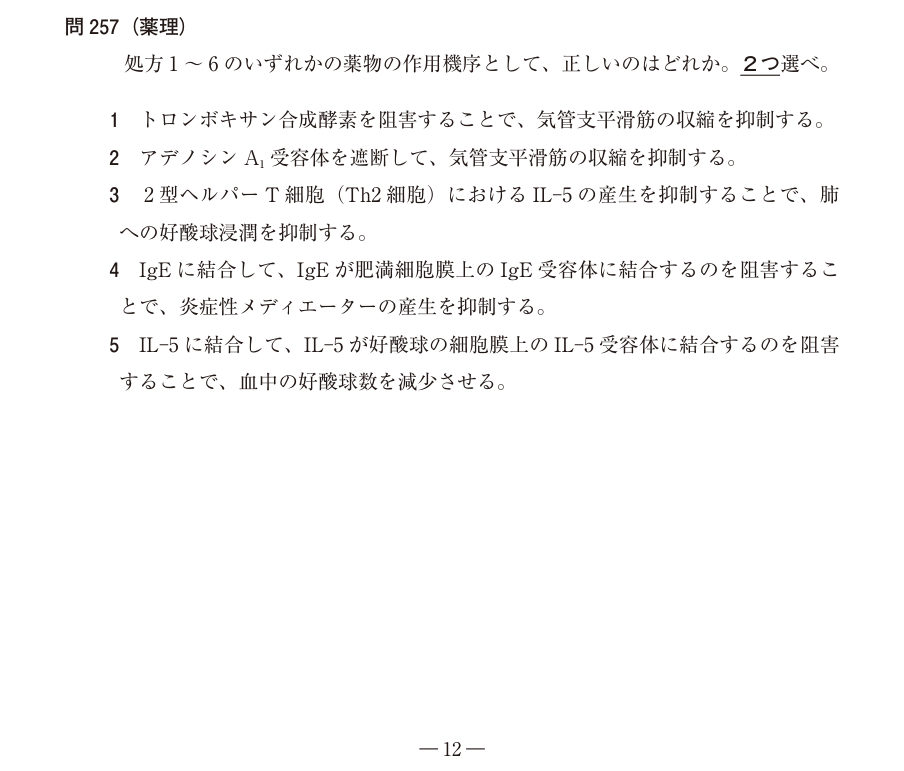 問 257（薬理）
処方 1 ～ 6 のいずれかの薬物の作用機序として、正しいのはどれか。2つ選べ。
1 トロンボキサン合成酵素を阻害することで、気管支平滑筋の収縮を抑制する。
2 アデノシン A₁ 受容体を遮断して、気管支平滑筋の収縮を抑制する。
3 2 型ヘルパー T 細胞（Th2 細胞）における IL-5 の産生を抑制することで、肺
への好酸球浸潤を抑制する。
4 IgE に結合して、IgE が肥満細胞膜上の IgE 受容体に結合するのを阻害するこ
とで、炎症性メディエーターの産生を抑制する。
5 IL-5 に結合して、IL-5 が好酸球の細胞膜上の IL-5 受容体に結合するのを阻害
することで、血中の好酸球数を減少させる。
― 12 ―